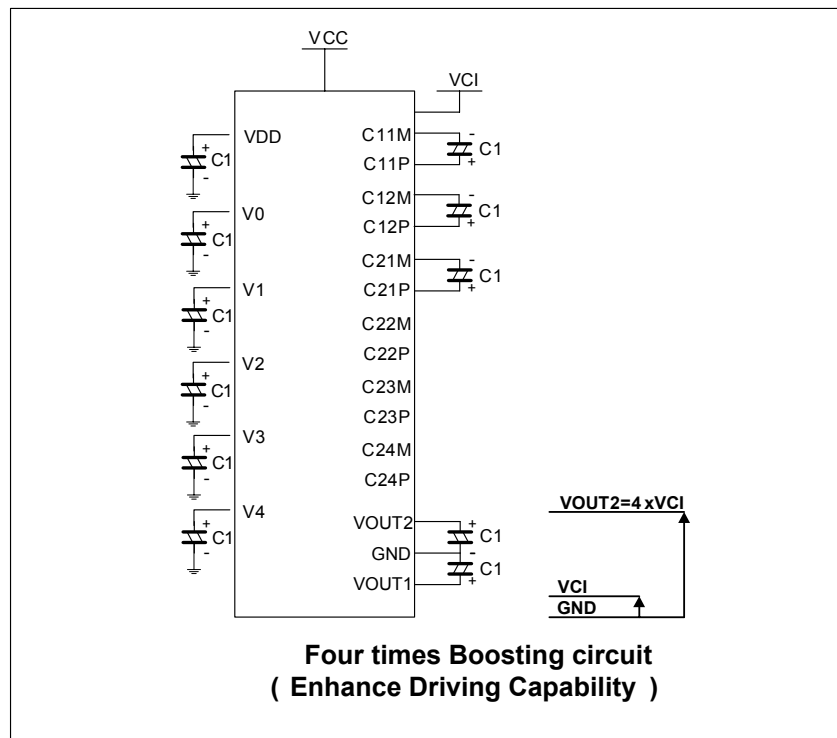 VCC
VCI
VDD
+
C1
-
V0
+
C1
-
V1
+
C1
-
V2
+
C1
-
V3
+
C1
-
V4
+
C1
-
C11M
-
C1
C11P
+
C12M
-
C1
C12P
+
C21M
-
C1
C21P
+
C22M
C22P
C23M
C23P
C24M
C24P
VOUT2
+
C1
GND
-
C1
VOUT1
+
VOUT2=4xVCI
VCI
GND
Four times Boosting circuit
( Enhance Driving Capability )